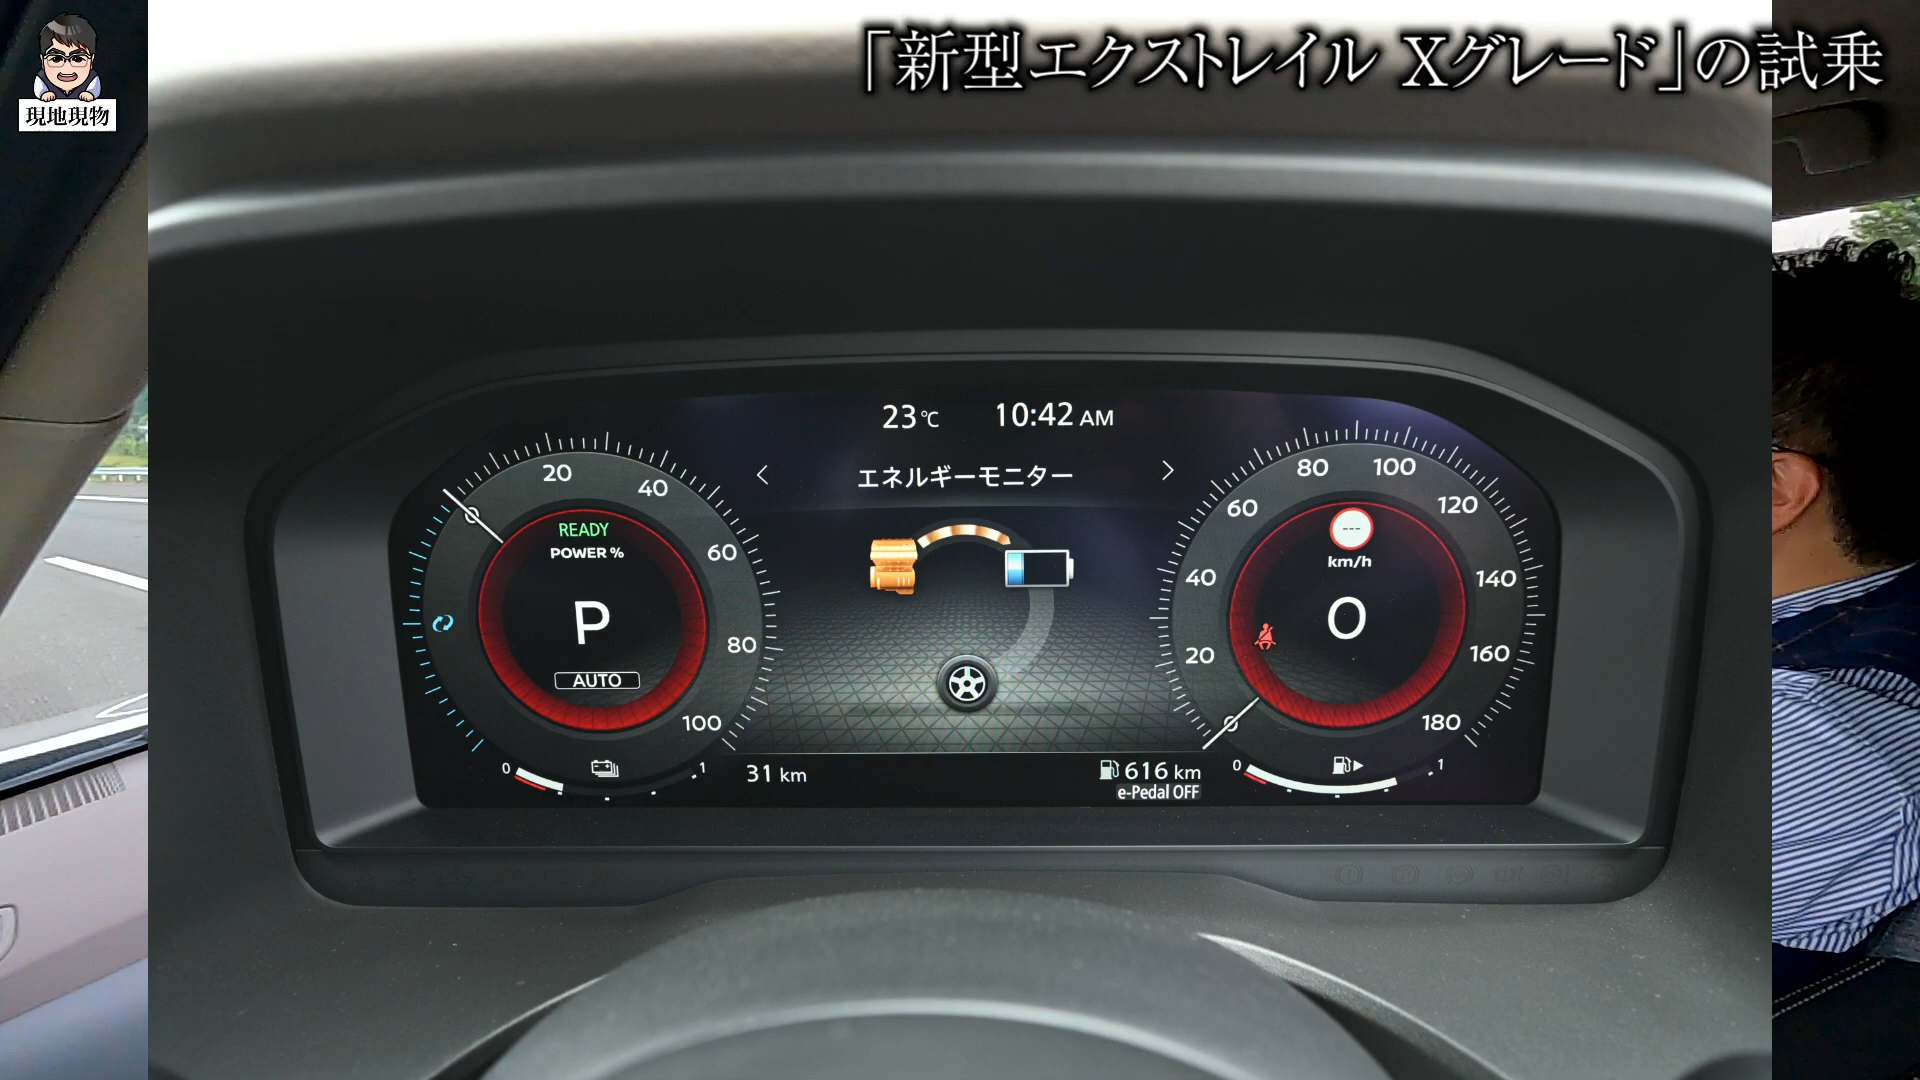 「新型エクストレイル Xグレード」の試乗
現地現物
23℃ 10:42 AM
エネルギーモニター
20
40
60
80
100
READY
POWER %
P
AUTO
0
1
31 km
616 km
e-Pedal OFF
20
40
60
80
100
120
140
160
180
---
km/h
0
0
1